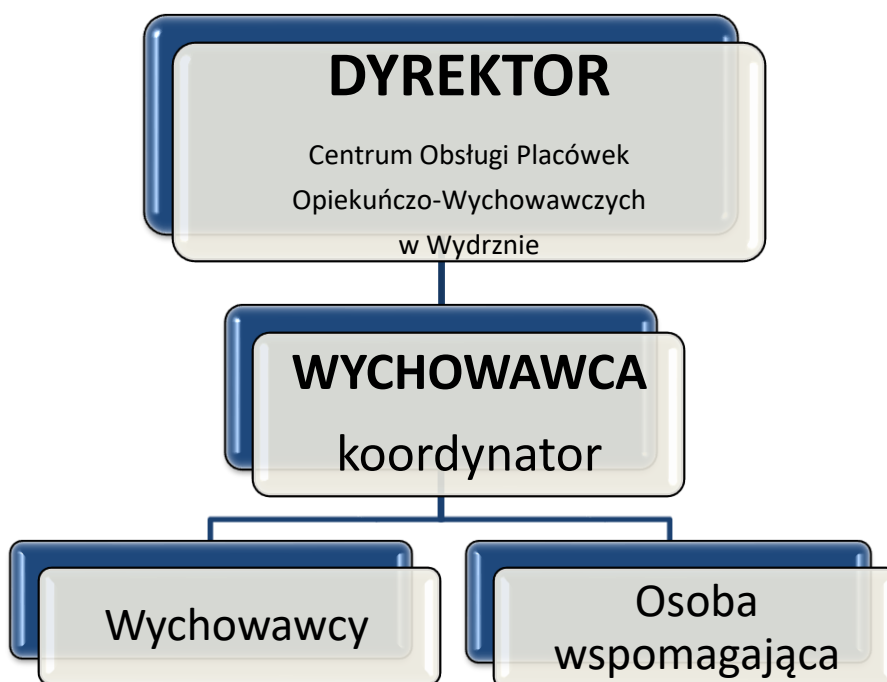 DYREKTOR
Centrum Obsługi Placówek
Opiekuńczo-Wychowawczych
w Wydrznie
WYCHOWAWCA
koordynator
Wychowawcy
Osoba
wspomagająca